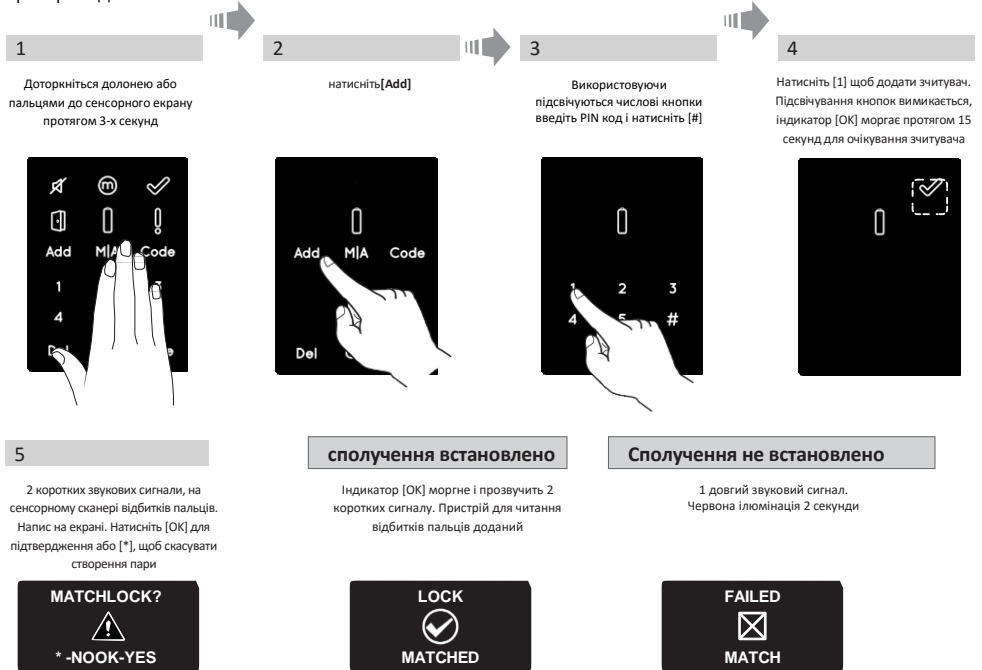 1
2
3
4
Доторкніться долонею або
пальцями до сенсорного екрану
протягом 3-х секунд
натисніть[Add]
Використовуючи
підсвічуються числові кнопки
введіть PIN код і натисніть [#]
Натисніть [1] щоб додати зчитувач.
Підсвічування кнопок вимикається,
індикатор [OK] моргає протягом 15
секунд для очікування зчитувача
m
Add M|A Code
1
4
Add M|A Code
Del
1 2 3
4 5 #
5
2 коротких звукових сигнали, на
сенсорному сканері відбитків пальців.
Напис на екрані. Натисніть [OK] для
підтвердження або [*], щоб скасувати
створення пари
MATCHLOCK?
* -NOOK-YES
сполучення встановлено
Індикатор [OK] моргне і прозвучить 2
коротких сигналу. Пристрій для читання
відбитків пальців доданий
LOCK
MATCHED
Сполучення не встановлено
1 довгий звуковий сигнал.
Червона ілюмінація 2 секунди
FAILED
MATCH